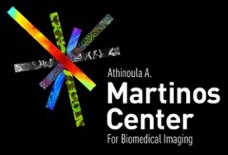 Athinoula A.
Martinos
Center
For Biomedical Imaging